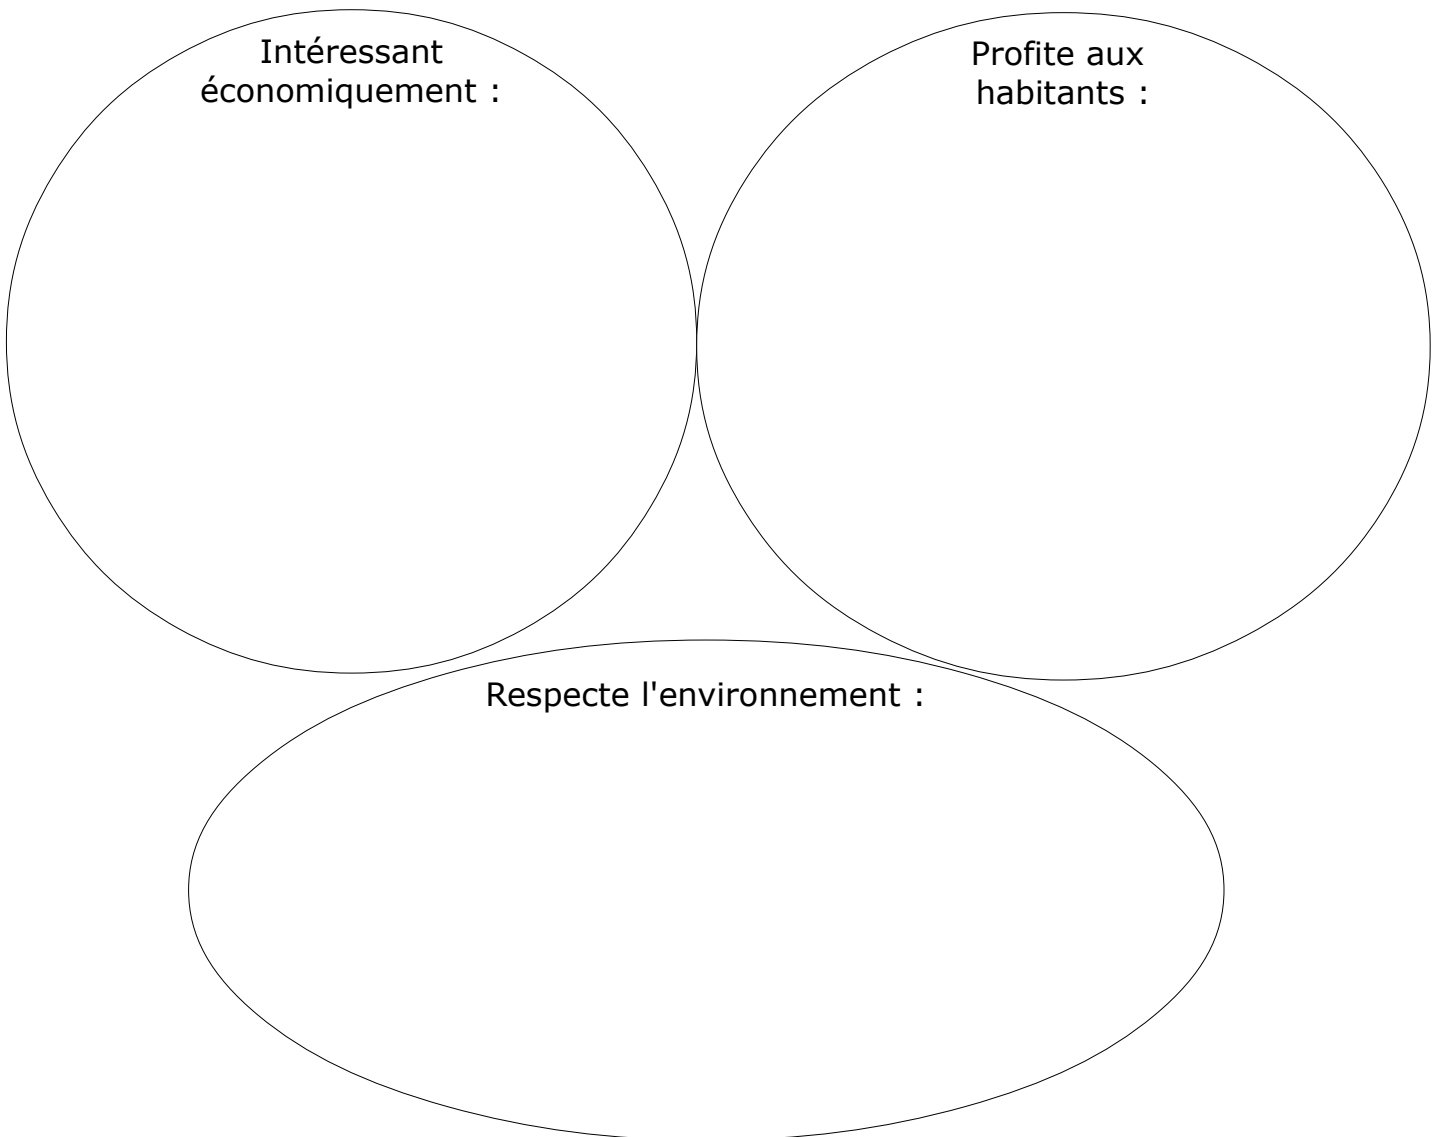 Intéressant
économiquement :
Profite aux
habitants :
Respecte l'environnement :